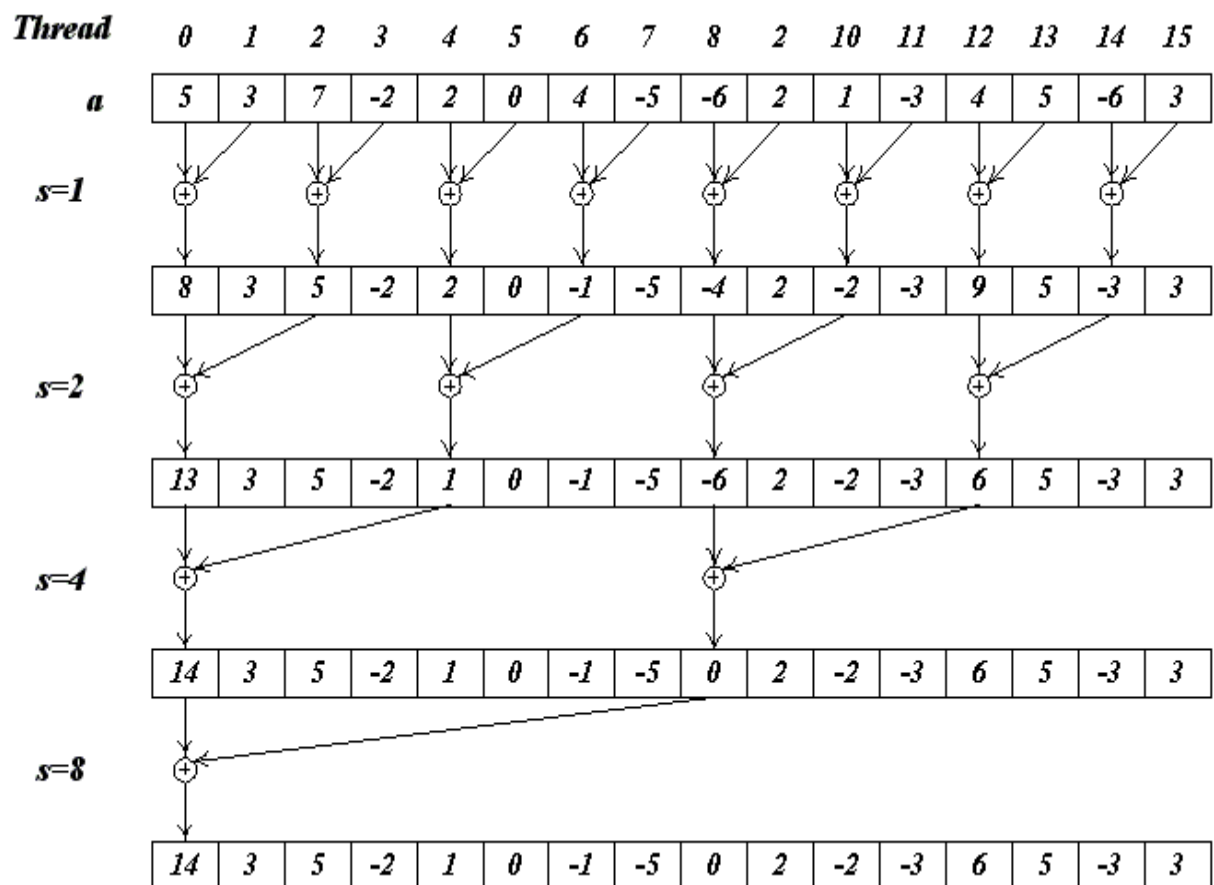 Thread 0 1 2 3 4 5 6 7 8 2 10 11 12 13 14 15
a 5 3 7 -2 2 0 4 -5 -6 2 1 -3 4 5 -6 3
s=1 + + + + + + + +
8 3 5 -2 2 0 -1 -5 -4 2 -2 -3 9 5 -3 3
s=2 + + + +
13 3 5 -2 1 0 -1 -5 -6 2 -2 -3 6 5 -3 3
s=4 + +
14 3 5 -2 1 0 -1 -5 0 2 -2 -3 6 5 -3 3
s=8 +
14 3 5 -2 1 0 -1 -5 0 2 -2 -3 6 5 -3 3